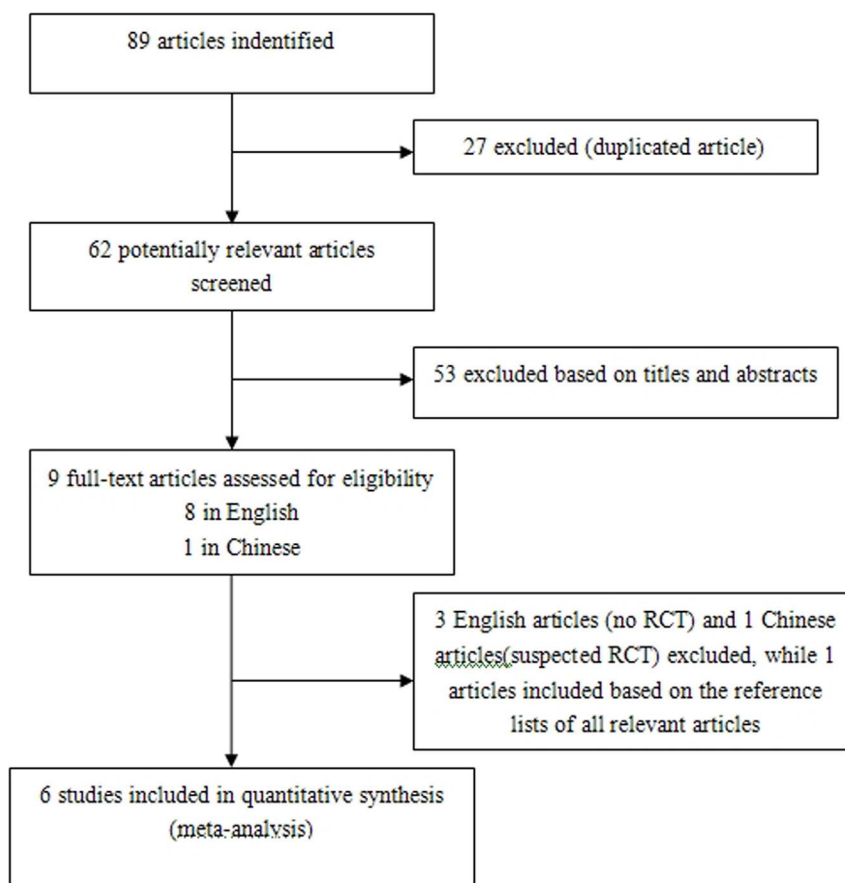 89 articles indentified
27 excluded (duplicated article)
62 potentially relevant articles
screened
53 excluded based on titles and abstracts
9 full-text articles assessed for eligibility
8 in English
1 in Chinese
3 English articles (no RCT) and 1 Chinese
articles(suspected RCT) excluded, while 1
articles included based on the reference
lists of all relevant articles
6 studies included in quantitative synthesis
(meta-analysis)